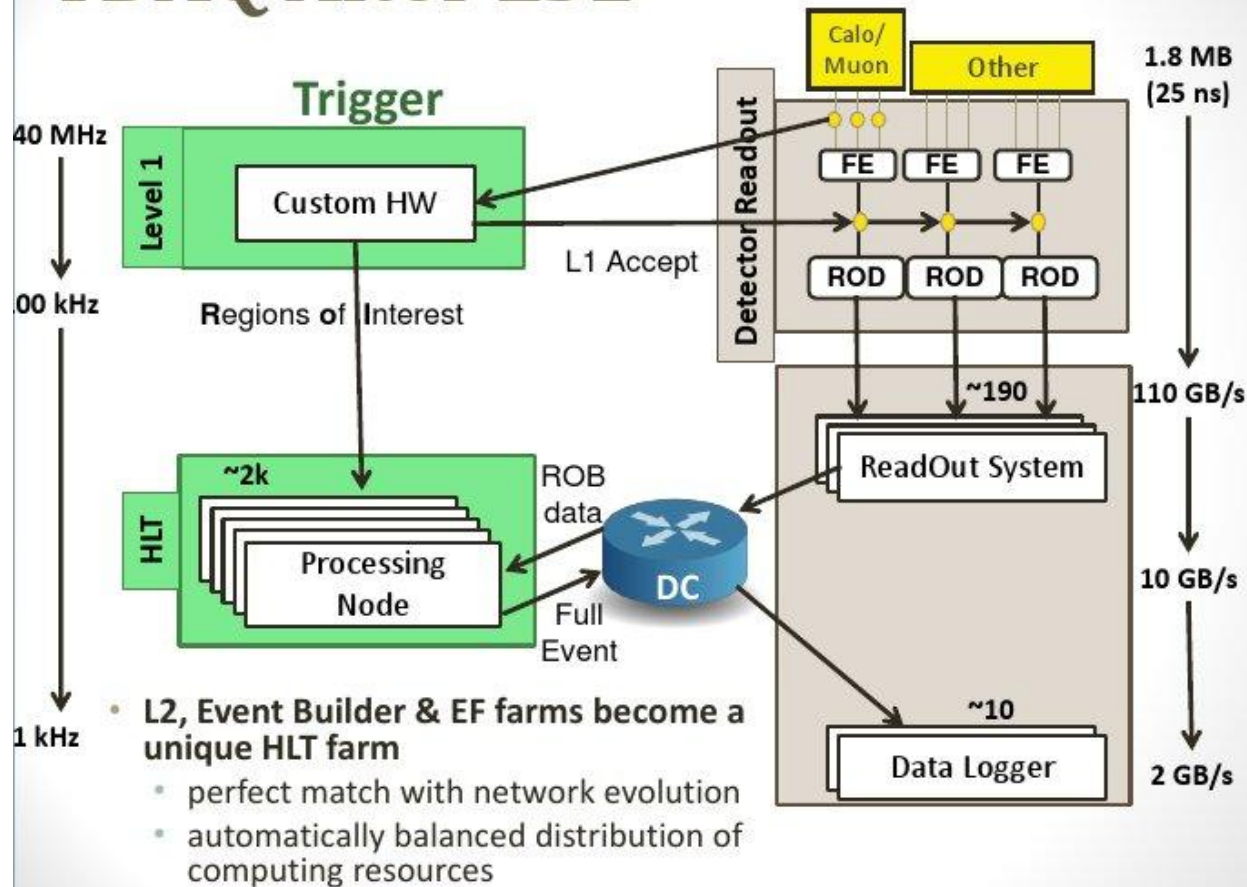 Trigger
Calo/
Muon
Other
1.8 MB
(25 ns)
40 MHz
Level 1
Custom HW
Detector Readout
FE
FE
FE
L1 Accept
ROD
ROD
ROD
00 kHz
Regions of Interest
~190
110 GB/s
ReadOut System
~2k
HLT
Processing
Node
ROB
data
DC
Full
Event
10 GB/s
1 kHz
L2, Event Builder & EF farms become a
unique HLT farm
perfect match with network evolution
automatically balanced distribution of
computing resources
~10
Data Logger
2 GB/s